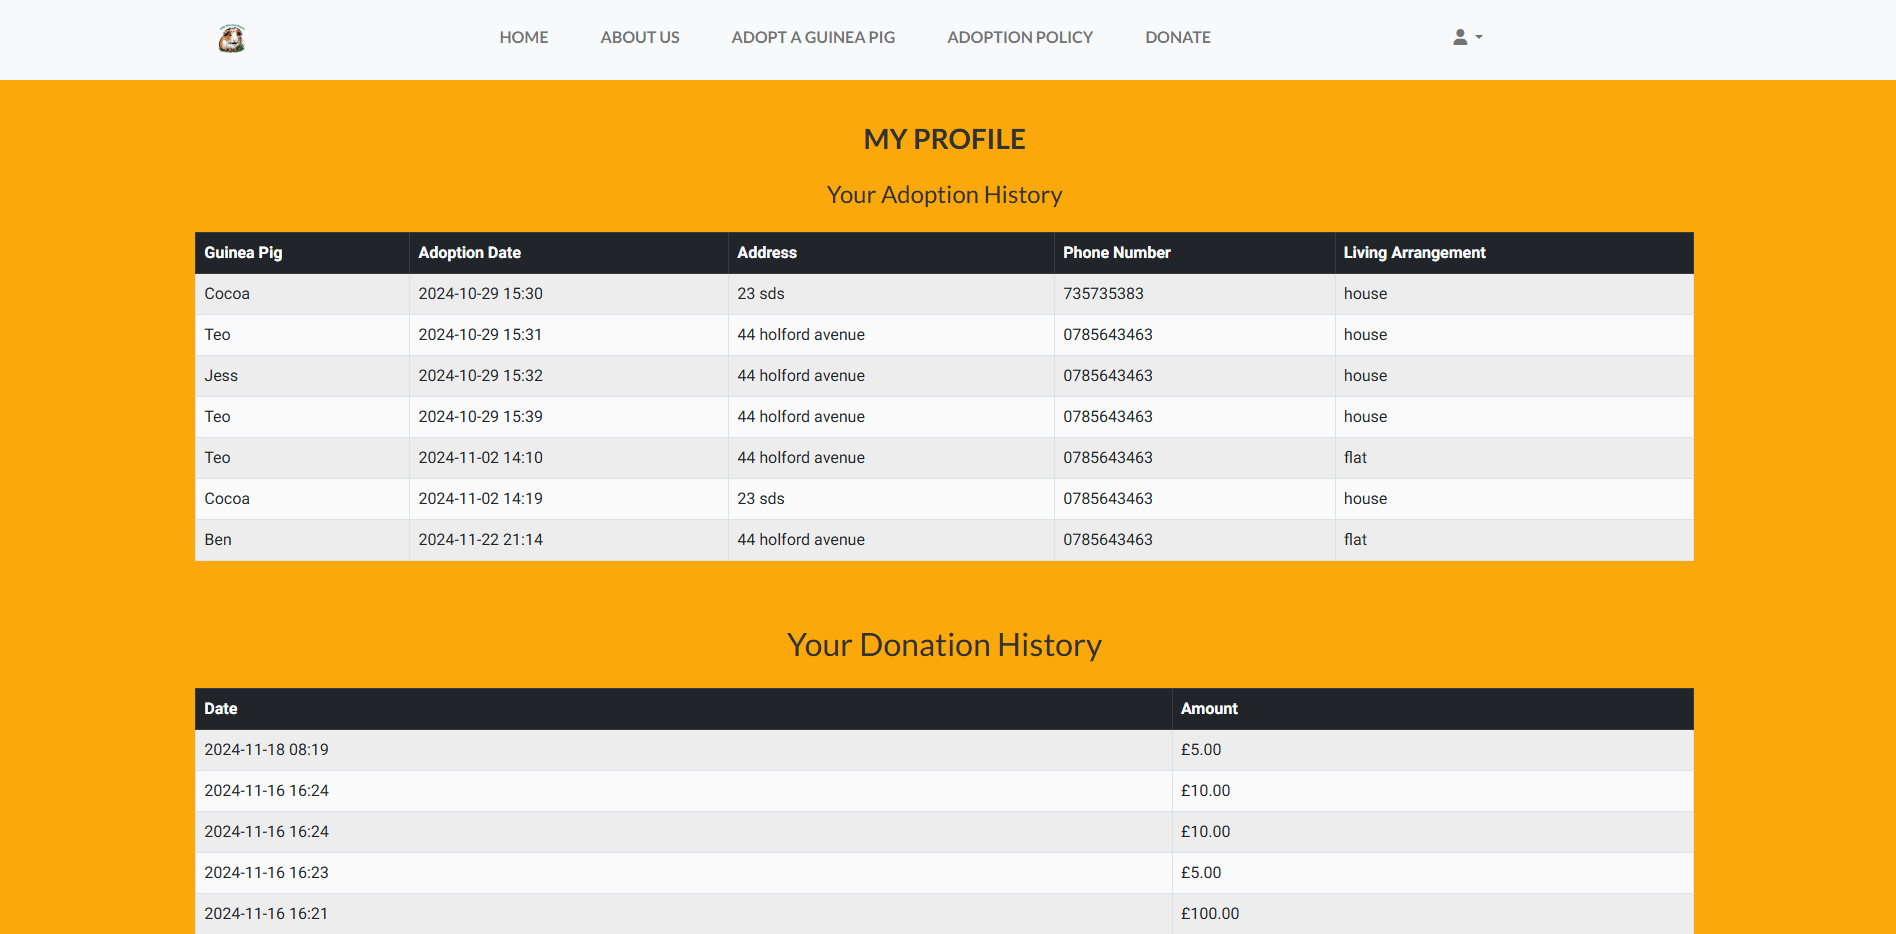 HOME ABOUT US ADOPT A GUINEA PIG ADOPTION POLICY DONATE
MY PROFILE
Your Adoption History
Guinea Pig Adoption Date Address Phone Number Living Arrangement
Cocoa 2024-10-29 15:30 23 sds 735735383 house
Teo 2024-10-29 15:31 44 holford avenue 0785643463 house
Jess 2024-10-29 15:32 44 holford avenue 0785643463 house
Teo 2024-10-29 15:39 44 holford avenue 0785643463 house
Teo 2024-11-02 14:10 44 holford avenue 0785643463 flat
Cocoa 2024-11-02 14:19 23 sds 0785643463 house
Ben 2024-11-22 21:14 44 holford avenue 0785643463 flat
Your Donation History
Date Amount
2024-11-18 08:19 £5.00
2024-11-16 16:24 £10.00
2024-11-16 16:24 £10.00
2024-11-16 16:23 £5.00
2024-11-16 16:21 £100.00